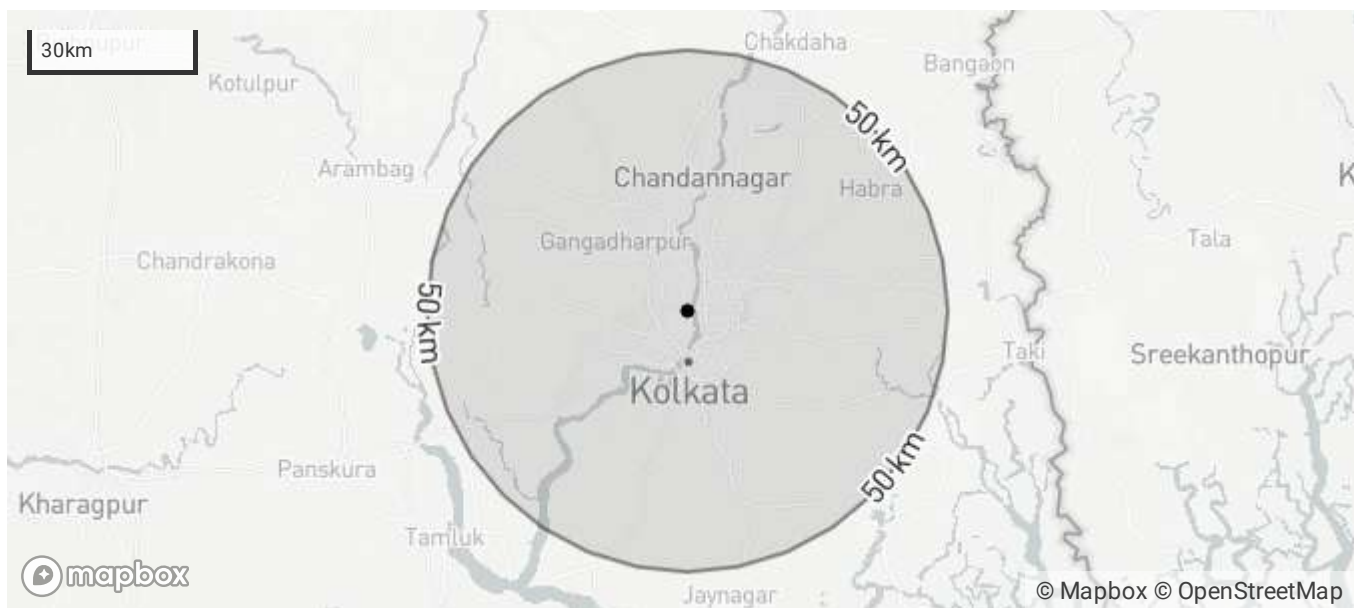 30km
Chakdaha
Bangaon
Kotulpur
50 km
Arambag
Chandannagar
Habra
Gangadharpur
Tala
Chandrakona
50 km
Taki
Sreekanthopur
Kolkata
50 km
Panskura
Kharagpur
Tamluk
mapbox
Jaynagar
© Mapbox © OpenStreetMap